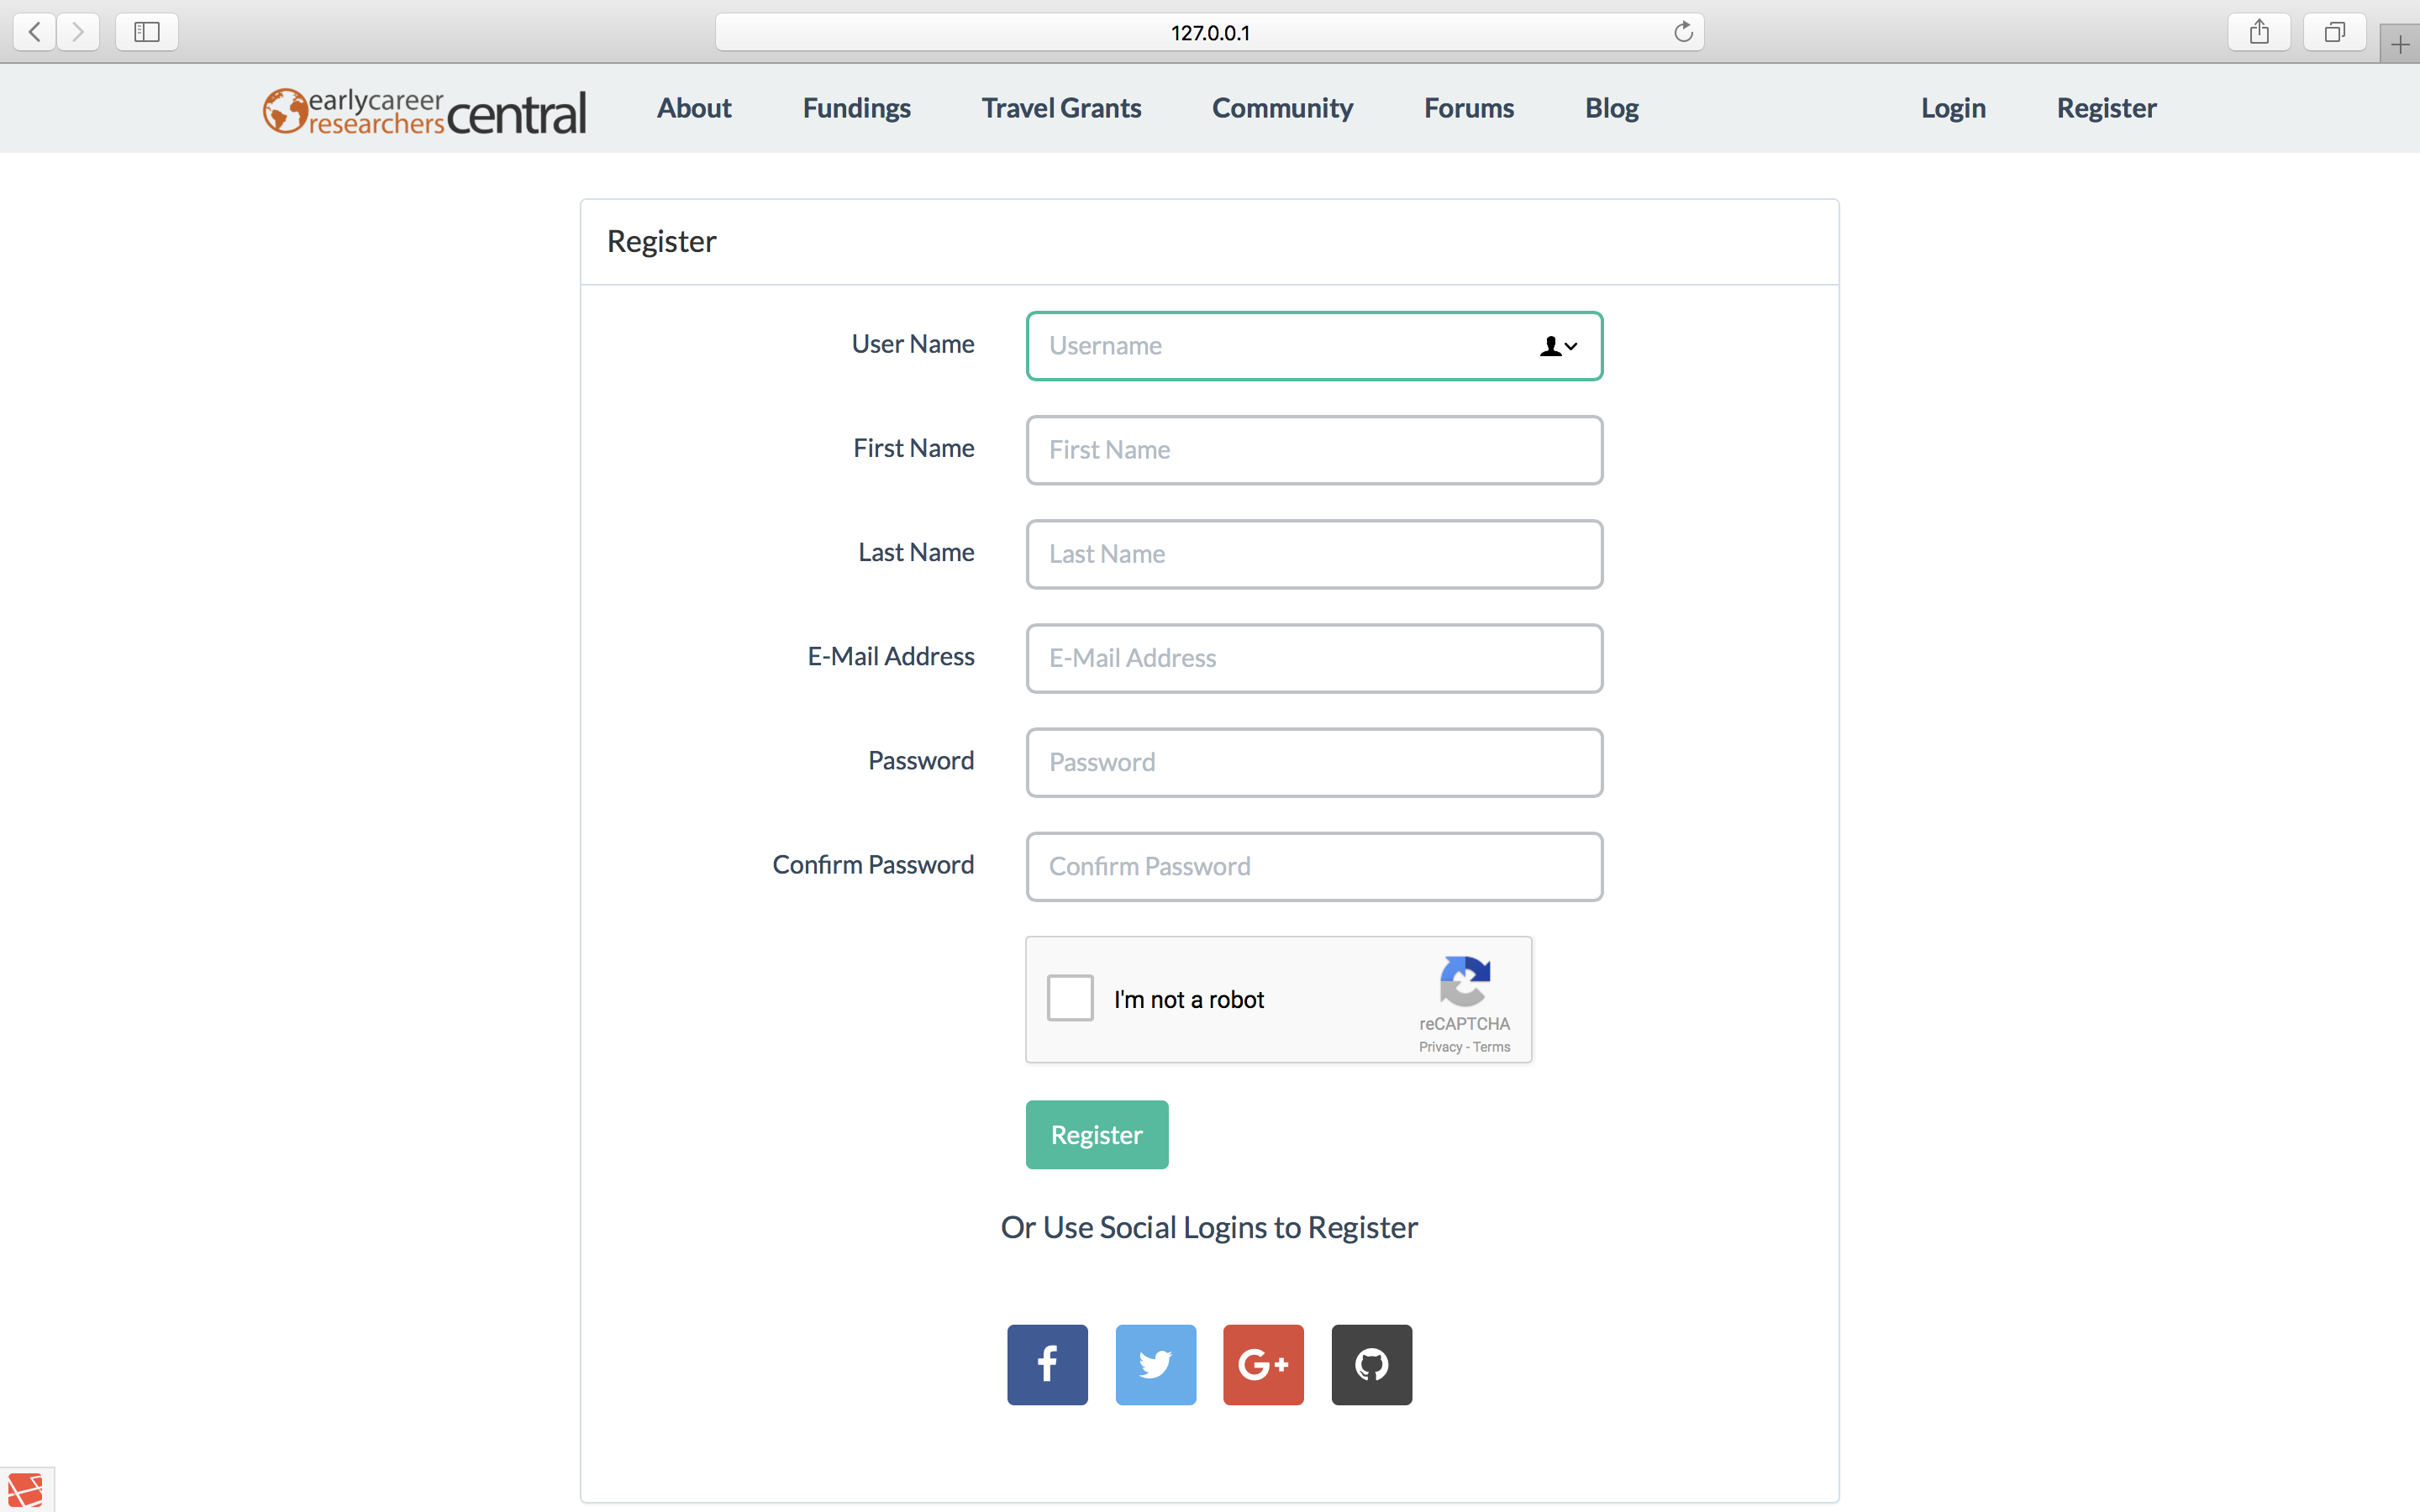 127.0.0.1
earlycareer
researchers central
About Fundings Travel Grants Community Forums Blog Login Register
Register
User Name Username
First Name First Name
Last Name Last Name
E-Mail Address E-Mail Address
Password Password
Confirm Password Confirm Password
I'm not a robot
reCAPTCHA
Privacy - Terms
Register
Or Use Social Logins to Register
f
G+